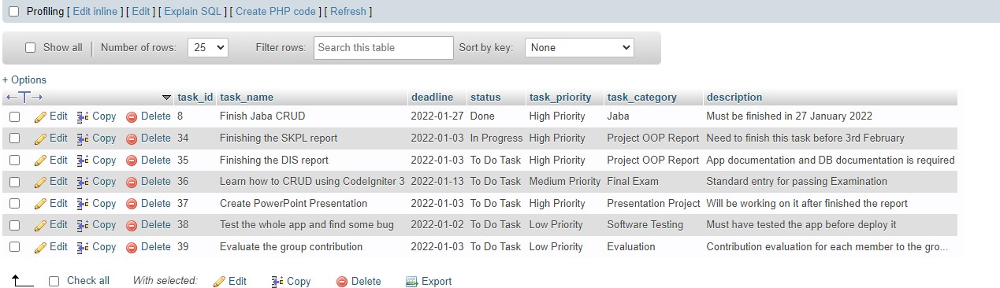 Profiling [ Edit inline ] [ Edit ] [ Explain SQL ] [ Create PHP code ] [ Refresh ]
Show all Number of rows: 25 Filter rows: Search this table Sort by key: None
+ Options
task_id task_name deadline status task_priority task_category description
Edit Copy Delete 8 Finish Jaba CRUD 2022-01-27 Done High Priority Jaba Must be finished in 27 January 2022
Edit Copy Delete 34 Finishing the SKPL report 2022-01-03 In Progress High Priority Project OOP Report Need to finish this task before 3rd February
Edit Copy Delete 35 Finishing the DIS report 2022-01-03 To Do Task High Priority Project OOP Report App documentation and DB documentation is required
Edit Copy Delete 36 Learn how to CRUD using CodeIgniter 3 2022-01-13 To Do Task Medium Priority Final Exam Standard entry for passing Examination
Edit Copy Delete 37 Create PowerPoint Presentation 2022-01-03 To Do Task High Priority Presentation Project Will be working on it after finished the report
Edit Copy Delete 38 Test the whole app and find some bug 2022-01-02 To Do Task Low Priority Software Testing Must have tested the app before deploy it
Edit Copy Delete 39 Evaluate the group contribution 2022-01-03 To Do Task Low Priority Evaluation Contribution evaluation for each member to the gro...
Check all With selected: Edit Copy Delete Export